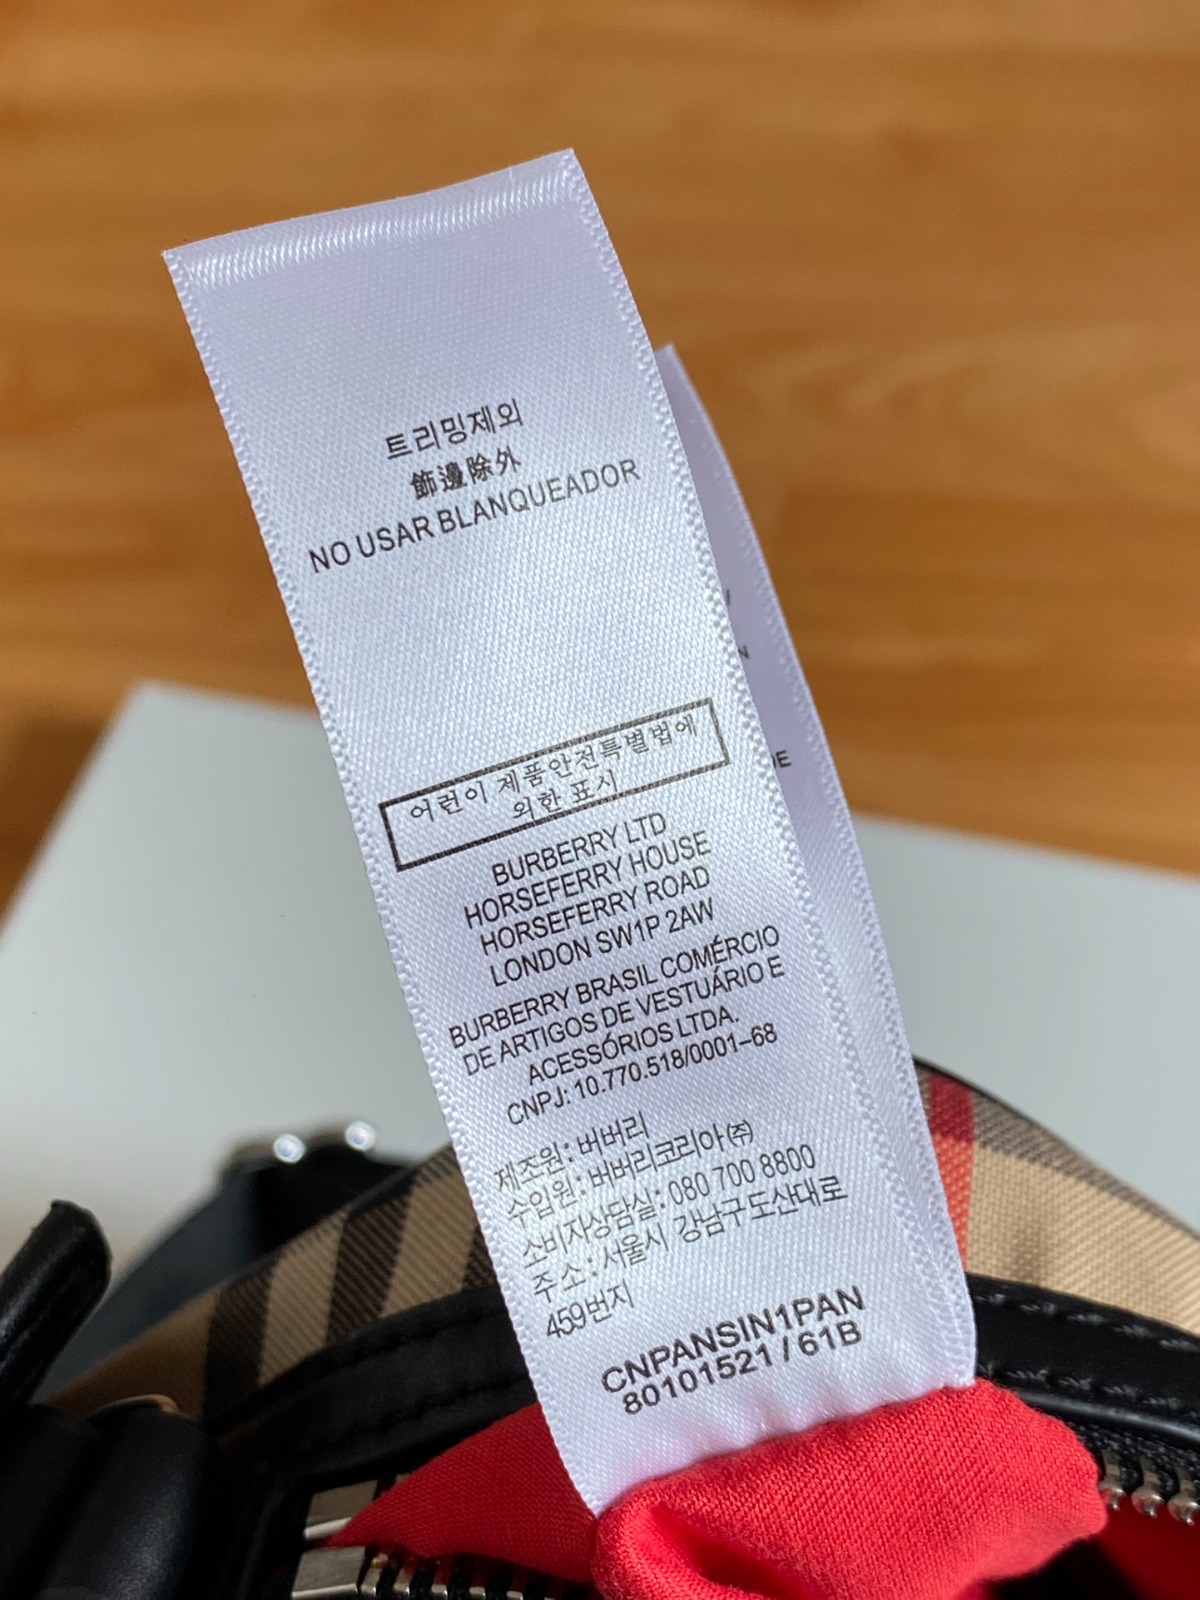 트리밍제외
飾邊除外
NO USAR BLANQUEADOR
어런이 제품안전특별법에
외한 표시
BURBERRY LTD
HORSEFERRY HOUSE
HORSEFERRY ROAD
LONDON SW1P 2AW
BURBERRY BRASIL COMÉRCIO
DE ARTIGOS DE VESTUÁRIO E
ACESSÓRIOS LTDA.
CNPJ: 10.770.518/0001–68
제조원: 버버리
수입원: 버버리코리아㈜
소비자상담실: 080 700 8800
주 소: 서울시 강남구도산대로
459번지
CNPANSIN1PAN
80101521 / 61B